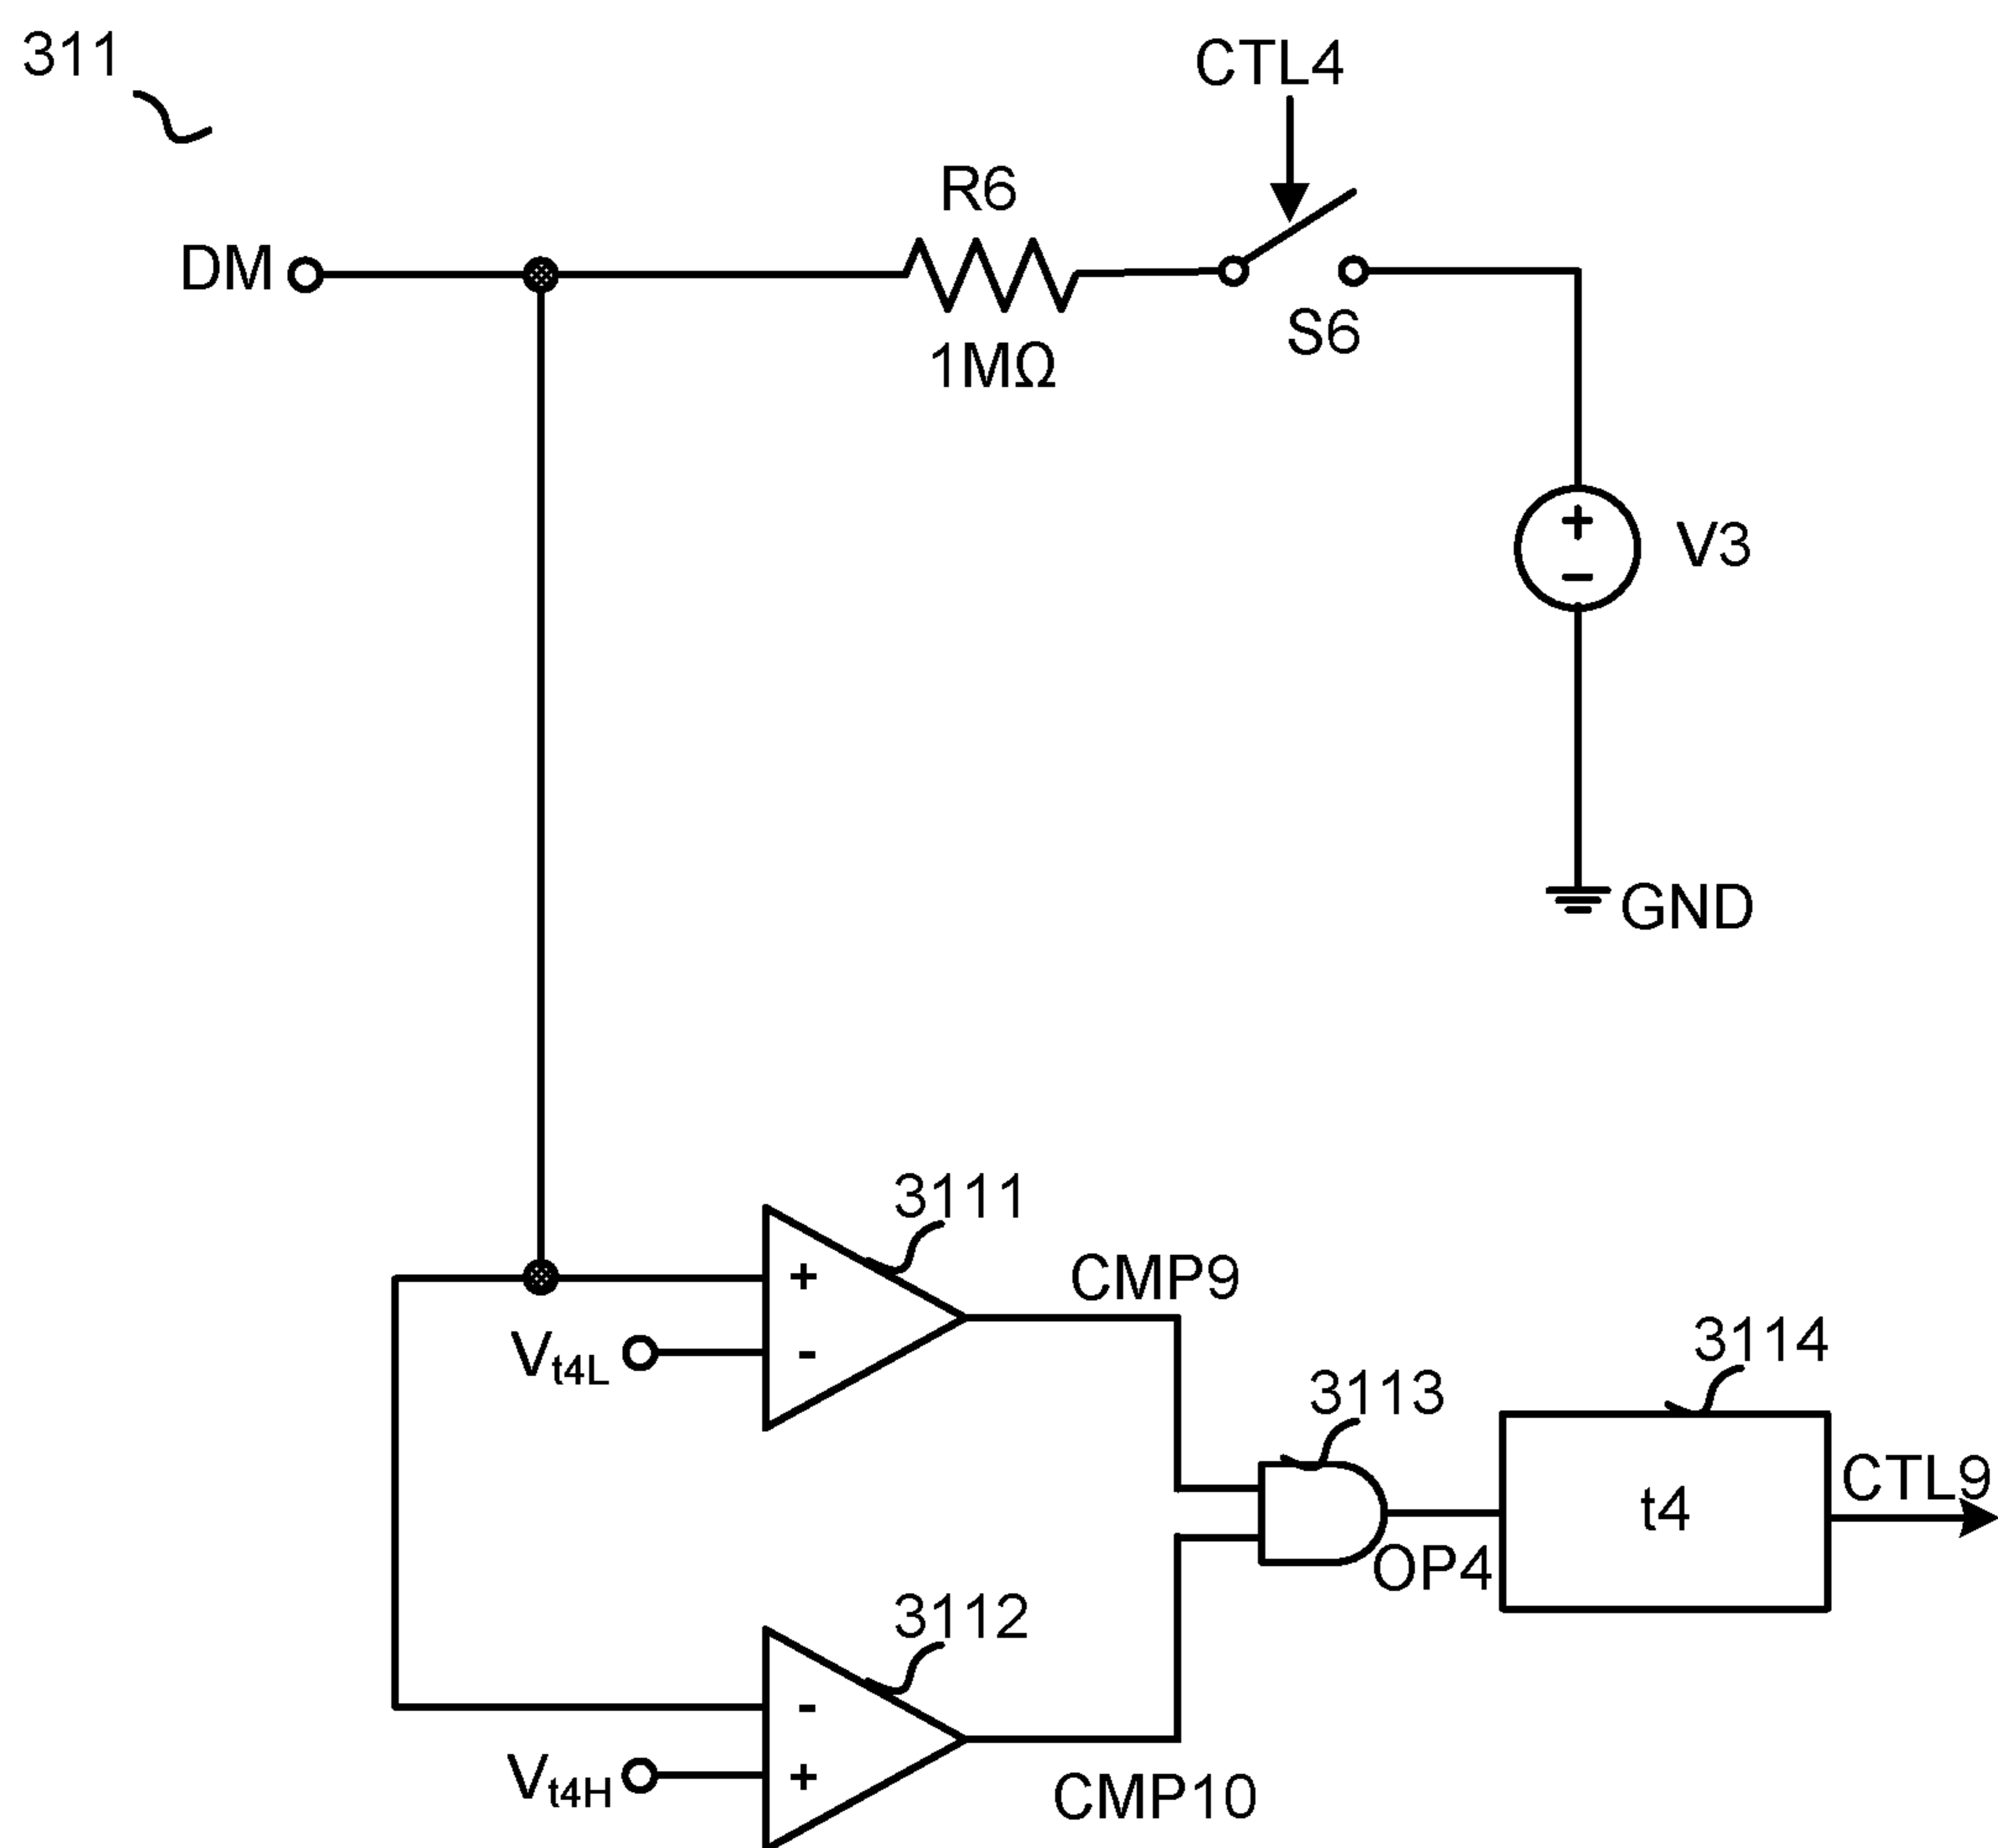 311
CTL4
R6
DM
S6
1MΩ
+
-
V3
GND
3111
+
CMP9
Vt4L
-
3114
3113
CTL9
t4
OP4
3112
-
Vt4H
+
CMP10